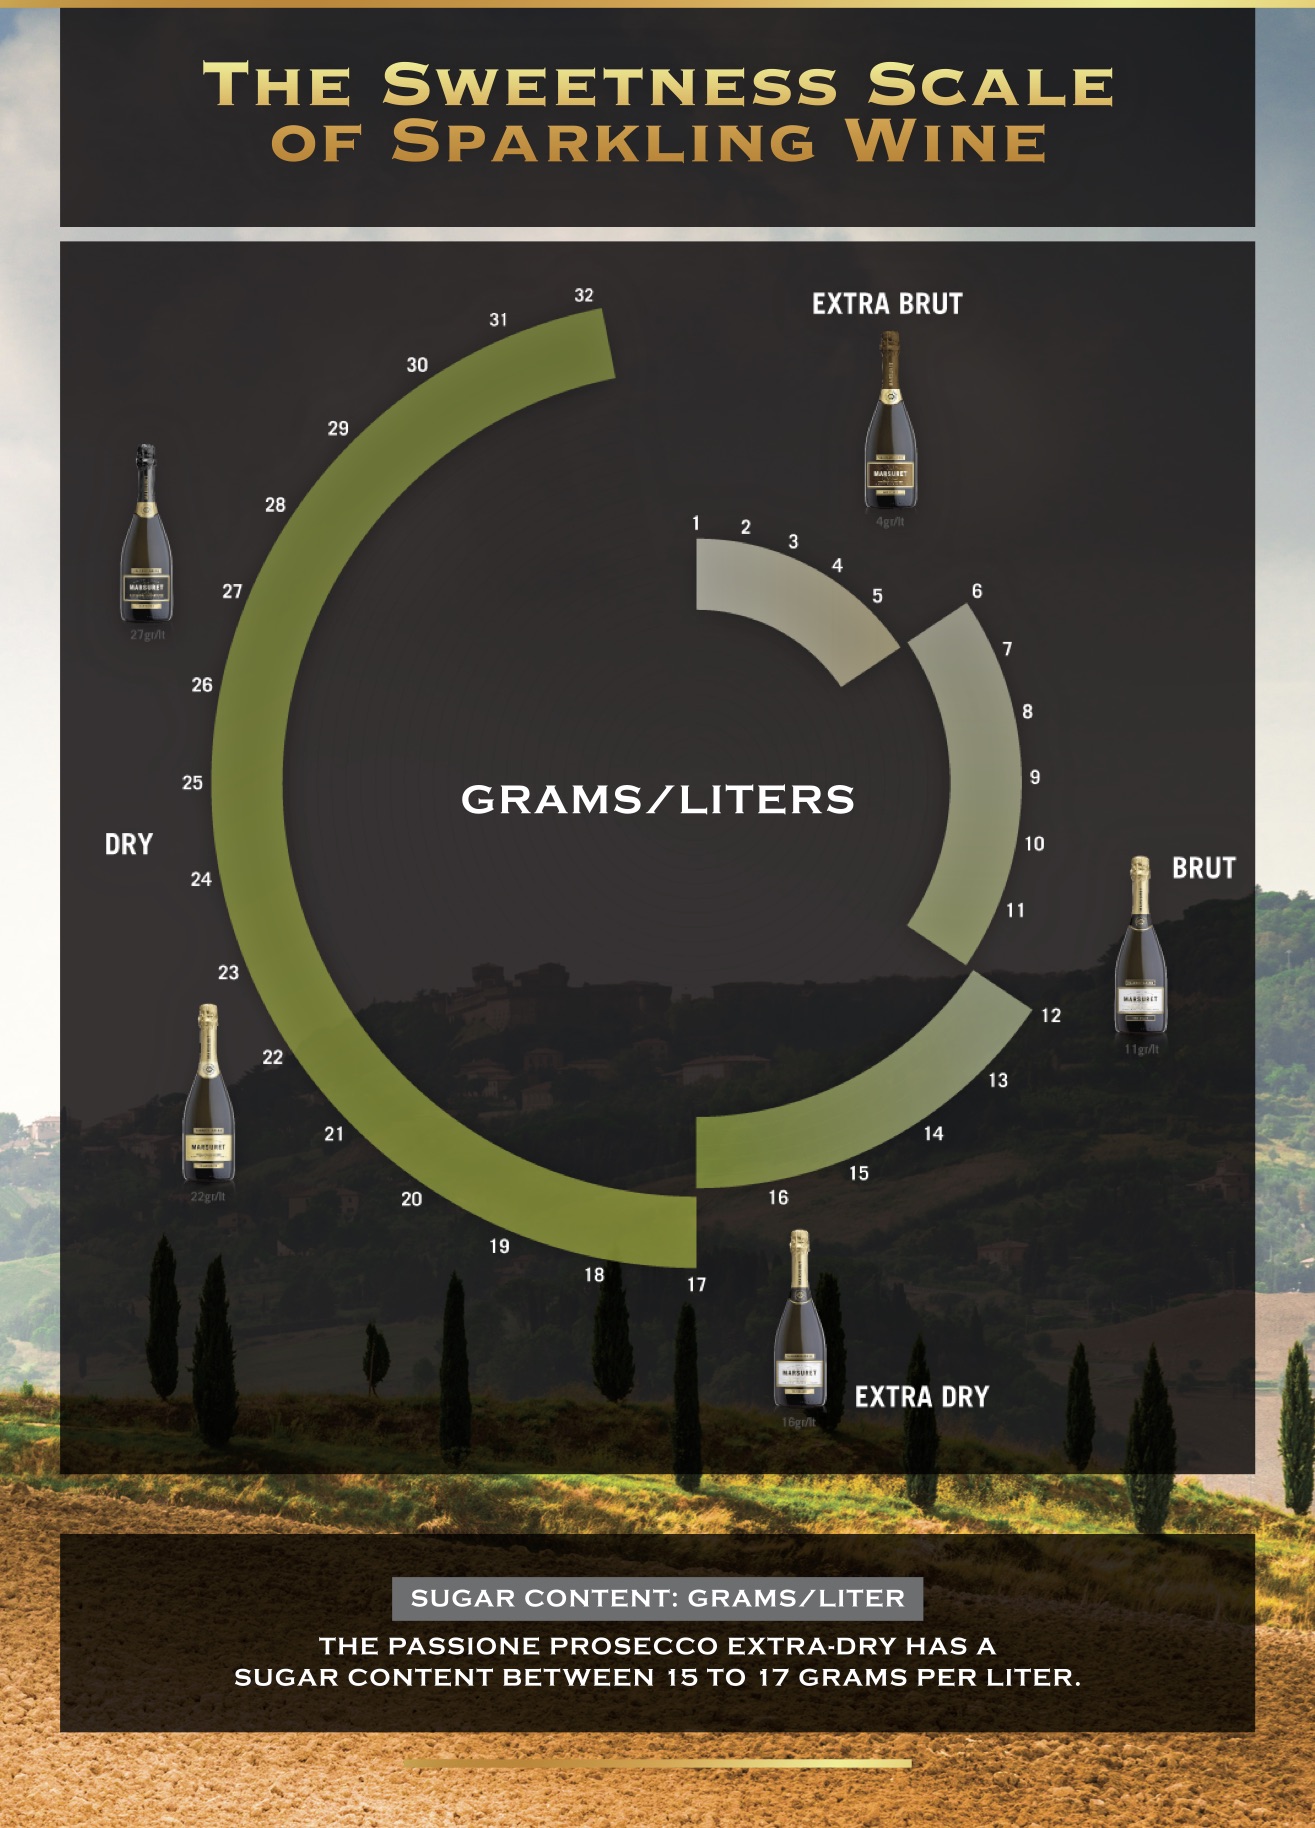 THE SWEETNESS SCALE
OF SPARKLING WINE
32
31
30
29
28
27
26
25
24
23
22
21
20
19
18
17
EXTRA BRUT
MARSURET
4gr/lt
1
2
3
4
5
6
7
8
9
10
11
12
13
14
15
16
MARSURET
27gr/lt
GRAMS/LITERS
DRY
BRUT
MARSURET
11gr/lt
MARSURET
22gr/lt
MARSURET
16gr/lt
EXTRA DRY
SUGAR CONTENT: GRAMS/LITER
THE PASSIONE PROSECCO EXTRA-DRY HAS A
SUGAR CONTENT BETWEEN 15 TO 17 GRAMS PER LITER.